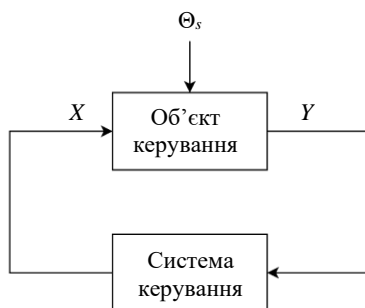 Θs
X
Об’єкт
керування
Y
Система
керування